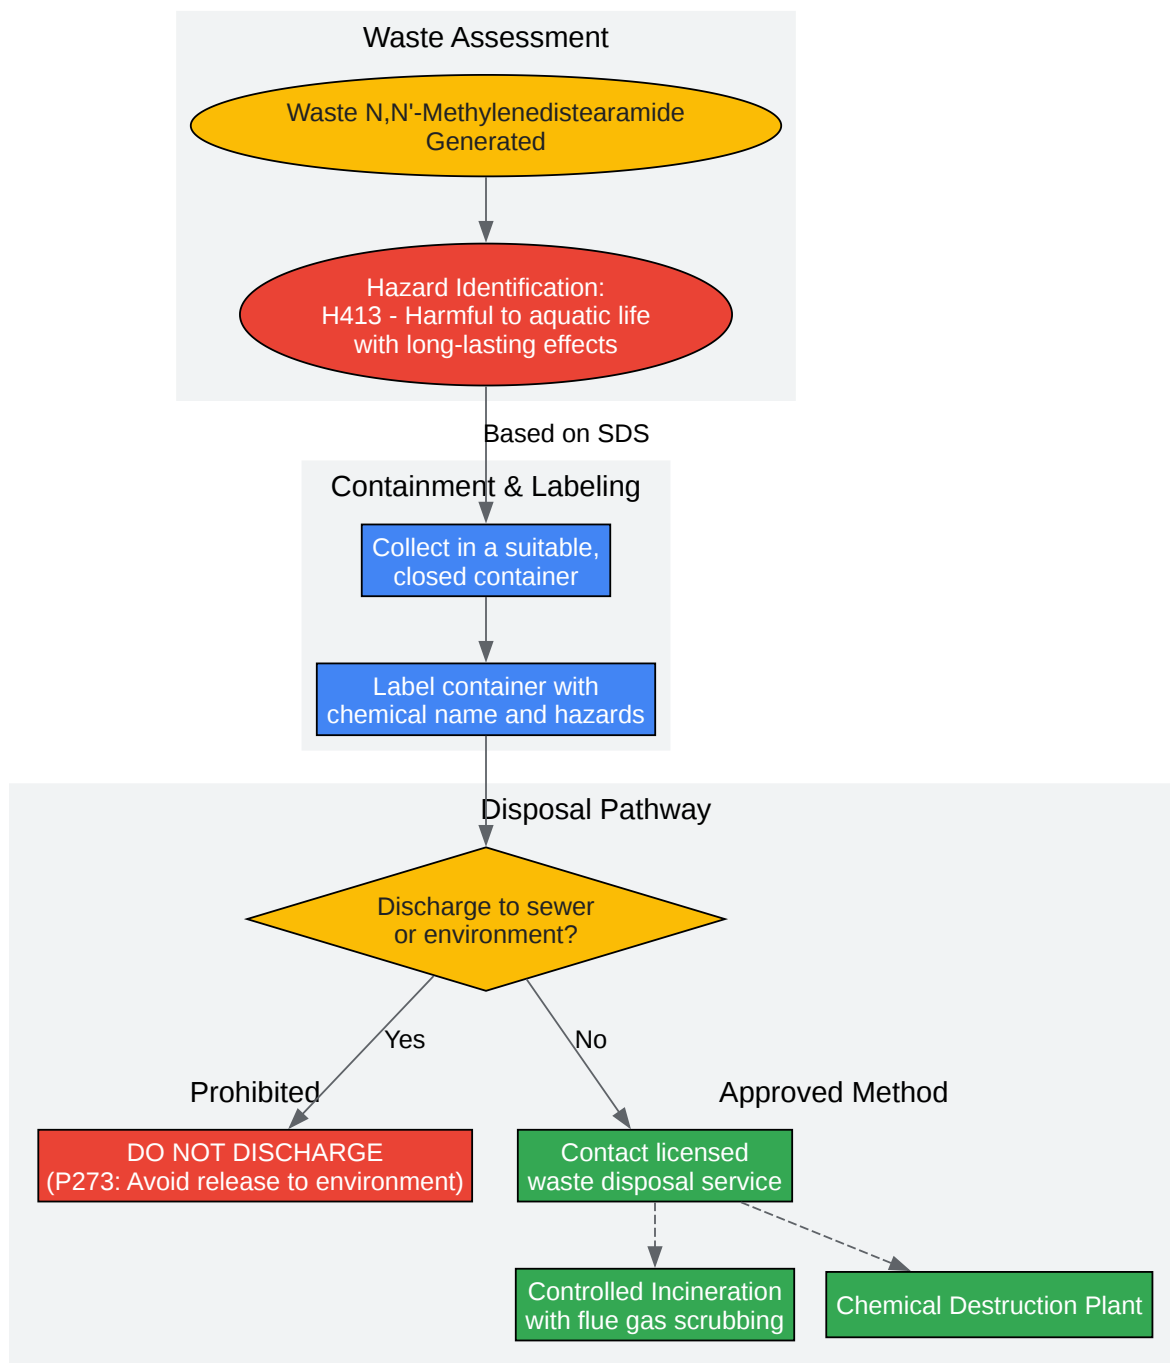 Waste Assessment
Waste N,N'-Methylenedistearamide
Generated
Hazard Identification:
H413 - Harmful to aquatic life
with long-lasting effects
Based on SDS
Containment & Labeling
Collect in a suitable,
closed container
Label container with
chemical name and hazards
Disposal Pathway
Discharge to sewer
or environment?
Yes
No
Prohibited
Approved Method
DO NOT DISCHARGE
(P273: Avoid release to environment)
Contact licensed
waste disposal service
Controlled Incineration
with flue gas scrubbing
Chemical Destruction Plant